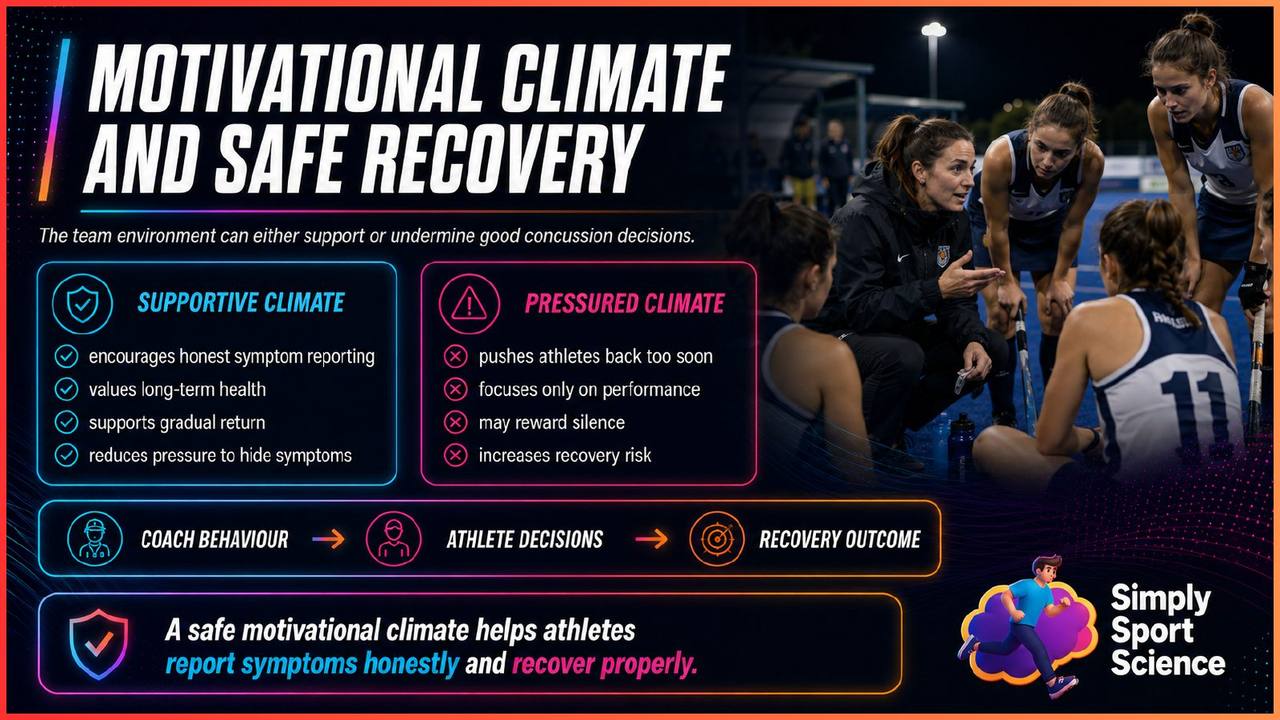 MOTIVATIONAL CLIMATE
AND SAFE RECOVERY
The team environment can either support or undermine good concussion decisions.
SUPPORTIVE CLIMATE
encourages honest symptom reporting
values long-term health
supports gradual return
reduces pressure to hide symptoms
PRESSURED CLIMATE
pushes athletes back too soon
focuses only on performance
may reward silence
increases recovery risk
COACH BEHAVIOUR
ATHLETE DECISIONS
RECOVERY OUTCOME
A safe motivational climate helps athletes
report symptoms honestly and recover properly.
Simply
Sport
Science
11